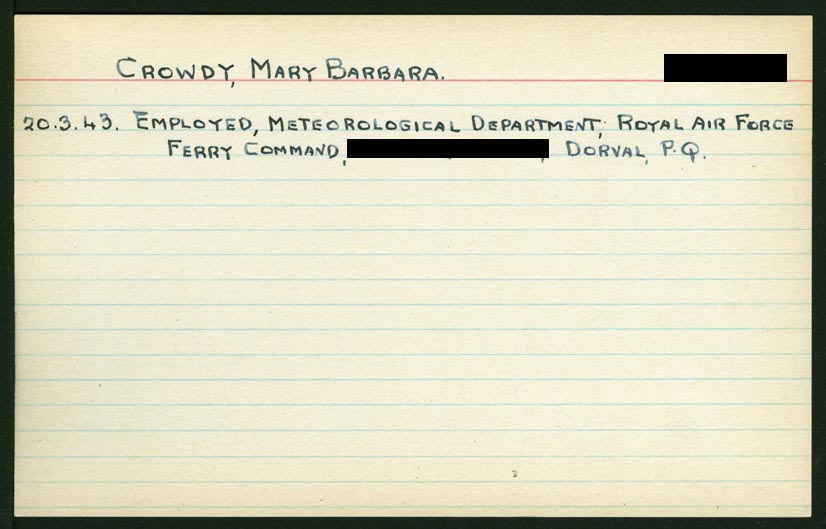 CROWDY, MARY BARBARA.
20.3.43. EMPLOYED, METEOROLOGICAL DEPARTMENT, ROYAL AIR FORCE
FERRY COMMAND, , DORVAL, P.Q.